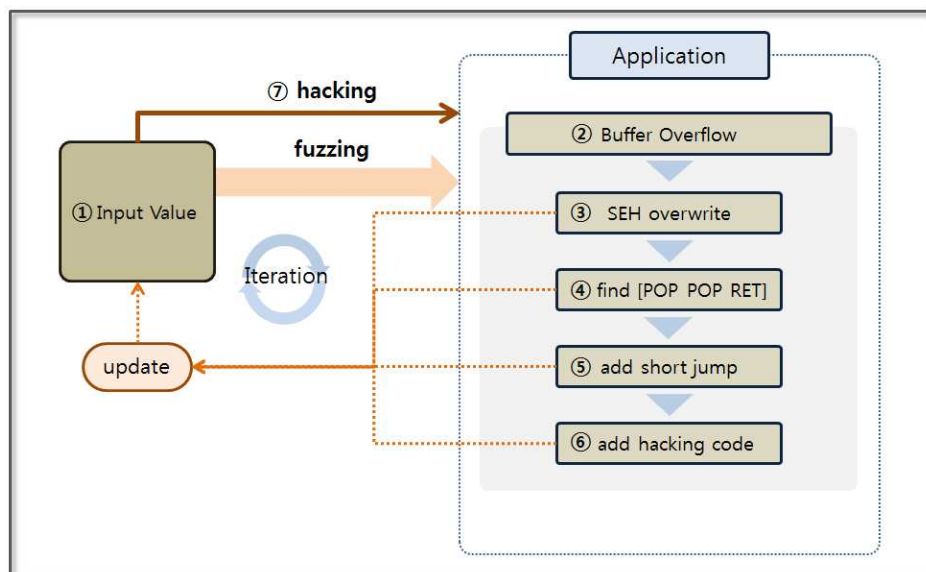 Application
⑦ hacking
② Buffer Overflow
fuzzing
① Input Value
③ SEH overwrite
Iteration
④ find [POP POP RET]
update
⑤ add short jump
⑥ add hacking code